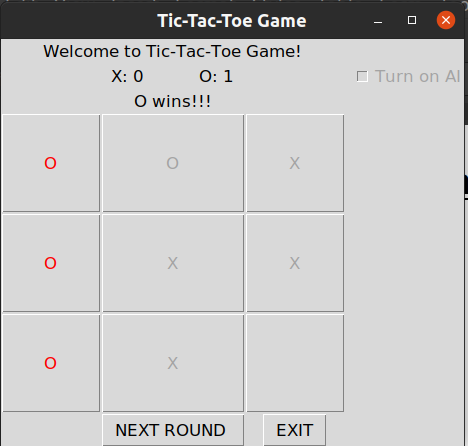 Tic-Tac-Toe Game
Welcome to Tic-Tac-Toe Game!
X: 0 O: 1 Turn on AI
O wins!!!
O O X
O X X
O X
NEXT ROUND EXIT